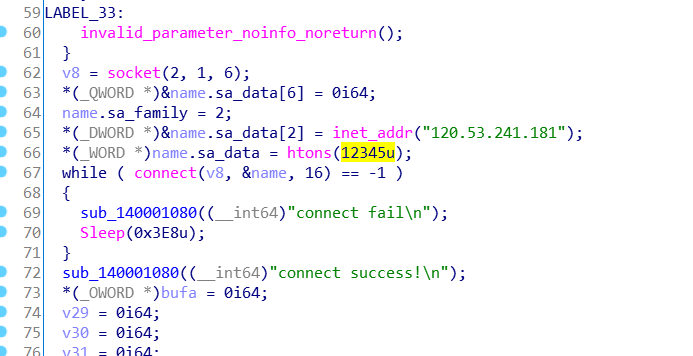 59 LABEL_33:
60 invalid_parameter_noinfo_noreturn();
61 }
62 v8 = socket(2, 1, 6);
63 *(_QWORD *)&name.sa_data[6] = 0i64;
64 name.sa_family = 2;
65 *(_DWORD *)&name.sa_data[2] = inet_addr("120.53.241.181");
66 *(_WORD *)name.sa_data = htons(12345u);
67 while ( connect(v8, &name, 16) == -1 )
68 {
69 sub_140001080((__int64)"connect fail\n");
70 Sleep(0x3E8u);
71 }
72 sub_140001080((__int64)"connect success!\n");
73 *(_OWORD *)bufa = 0i64;
74 v29 = 0i64;
75 v30 = 0i64;
76 v31 = 0i64;